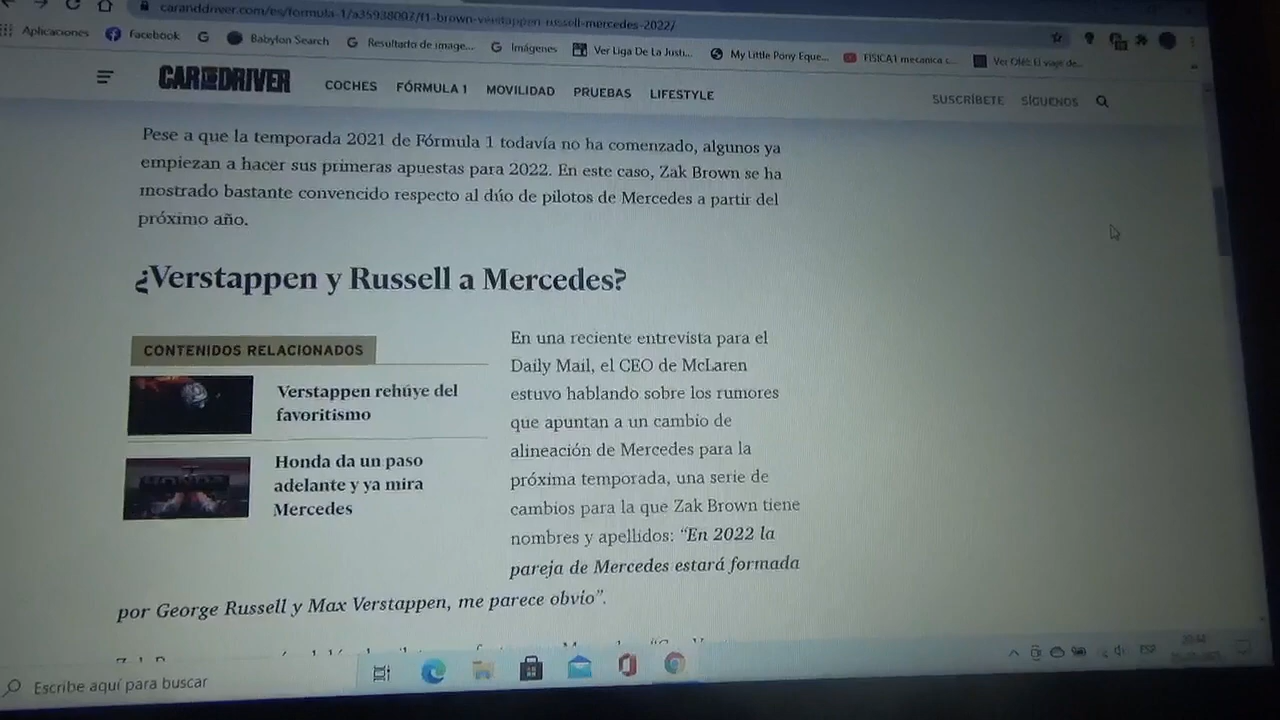 caranddriver.com/es/formula-1/a35938007/f1-brown-verstappen-russell-mercedes-2022/
Aplicaciones Facebook Babylon Search Resultado de image... Imágenes Ver Liga De La Justi... My Little Pony Eque... FISICA1 mecanica c...
CAR AND DRIVER COCHES FÓRMULA 1 MOVILIDAD PRUEBAS LIFESTYLE SUSCRÍBETE SÍGUENOS
Pese a que la temporada 2021 de Fórmula 1 todavía no ha comenzado, algunos ya
empiezan a hacer sus primeras apuestas para 2022. En este caso, Zak Brown se ha
mostrado bastante convencido respecto al dúo de pilotos de Mercedes a partir del
próximo año.
¿Verstappen y Russell a Mercedes?
CONTENIDOS RELACIONADOS
Verstappen rehúye del
favoritismo
Honda da un paso
adelante y ya mira
Mercedes
En una reciente entrevista para el
Daily Mail, el CEO de McLaren
estuvo hablando sobre los rumores
que apuntan a un cambio de
alineación de Mercedes para la
próxima temporada, una serie de
cambios para la que Zak Brown tiene
nombres y apellidos: “En 2022 la
pareja de Mercedes estará formada
por George Russell y Max Verstappen, me parece obvio”.
Escribe aquí para buscar
ESP